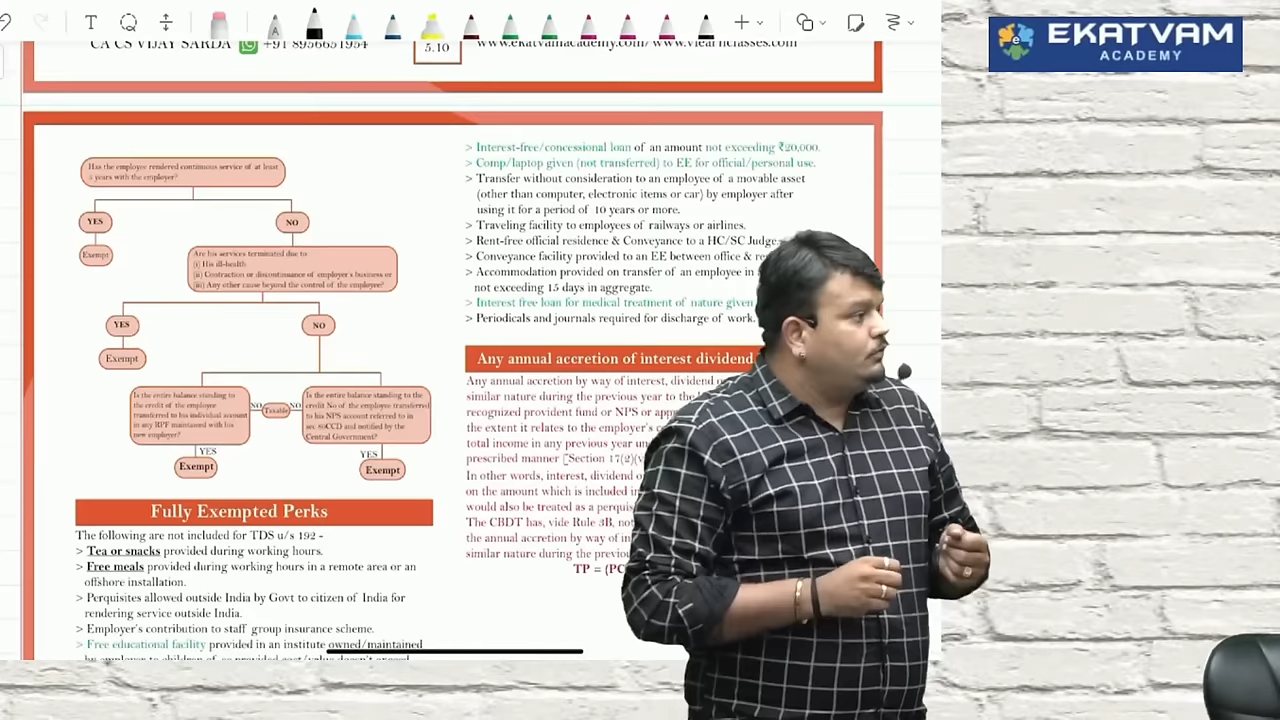 EKATVAM
ACADEMY
CA CS VIJAY SARDA +91 8956651954
5.10
www.ekatvamacademy.com/ www.vlearnclasses.com
Has the employee rendered continuous service of at least
5 years with the employer?
YES
NO
Exempt
Are his services terminated due to
(i) His ill-health
(ii) Contraction or discontinuance of employer's business or
(iii) Any other cause beyond the control of the employee?
YES
NO
Exempt
Is the entire balance standing to
the credit of the employee
transferred to his individual account
in any RPF maintained with his
new employer?
NO
Taxable
NO
Is the entire balance standing to the
credit No of the employee transferred
to his NPS account referred to in
sec 80CCD and notified by the
Central Government?
YES
Exempt
YES
Exempt
Fully Exempted Perks
The following are not included for TDS u/s 192 -
> Tea or snacks provided during working hours.
> Free meals provided during working hours in a remote area or an
offshore installation.
> Perquisites allowed outside India by Govt to citizen of India for
rendering service outside India.
> Employer's contribution to staff group insurance scheme.
> Free educational facility provided in an institute owned/maintained
> Interest-free/concessional loan of an amount not exceeding ₹20,000.
> Comp/laptop given (not transferred) to EE for official/personal use.
> Transfer without consideration to an employee of a movable asset
(other than computer, electronic items or car) by employer after
using it for a period of 10 years or more.
> Traveling facility to employees of railways or airlines.
> Rent-free official residence & Conveyance to a HC/SC Judge.
> Conveyance facility provided to an EE between office &
> Accommodation provided on transfer of an employee in
not exceeding 15 days in aggregate.
> Interest free loan for medical treatment of nature given
> Periodicals and journals required for discharge of work.
Any annual accretion of interest dividend
Any annual accretion by way of interest, dividend
similar nature during the previous year to the
recognized provident fund or NPS or
the extent it relates to the employer's
total income in any previous year
prescribed manner [Section 17(2)
In other words, interest, dividend
on the amount which is included
would also be treated as a
The CBDT has, vide Rule 3B,
the annual accretion by way of
similar nature during the
TP = (PC